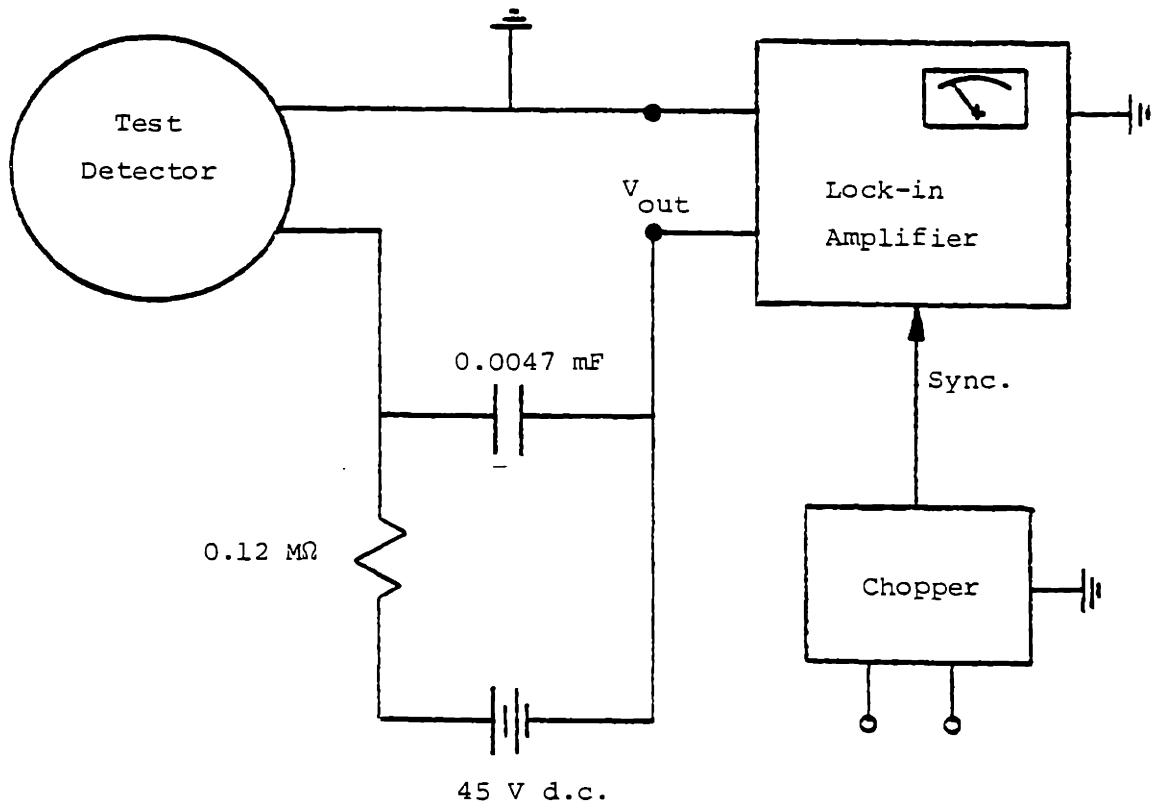 Test
Detector
V out
Lock-in
Amplifier
0.0047 mF
Sync.
0.12 MΩ
Chopper
45 V d.c.